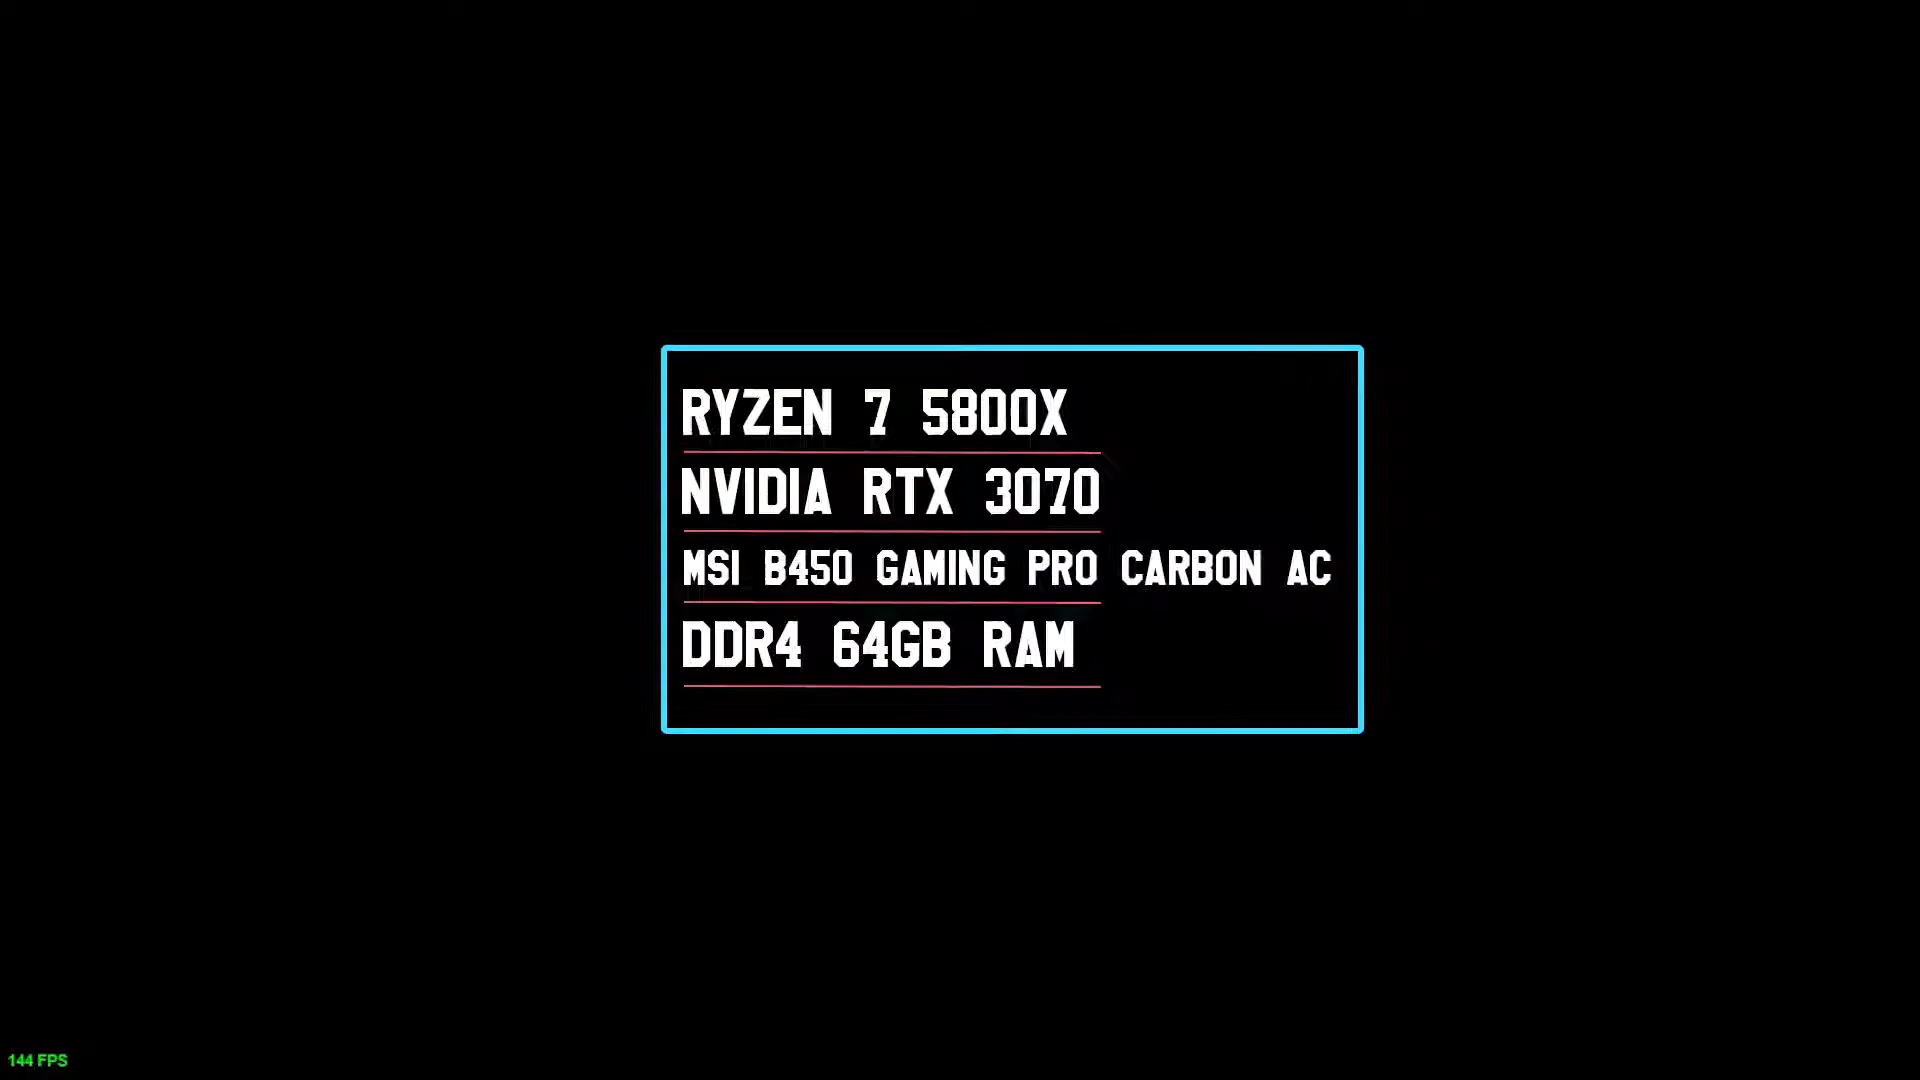 RYZEN 7 5800X
NVIDIA RTX 3070
MSI B450 GAMING PRO CARBON AC
DDR4 64GB RAM
144 FPS